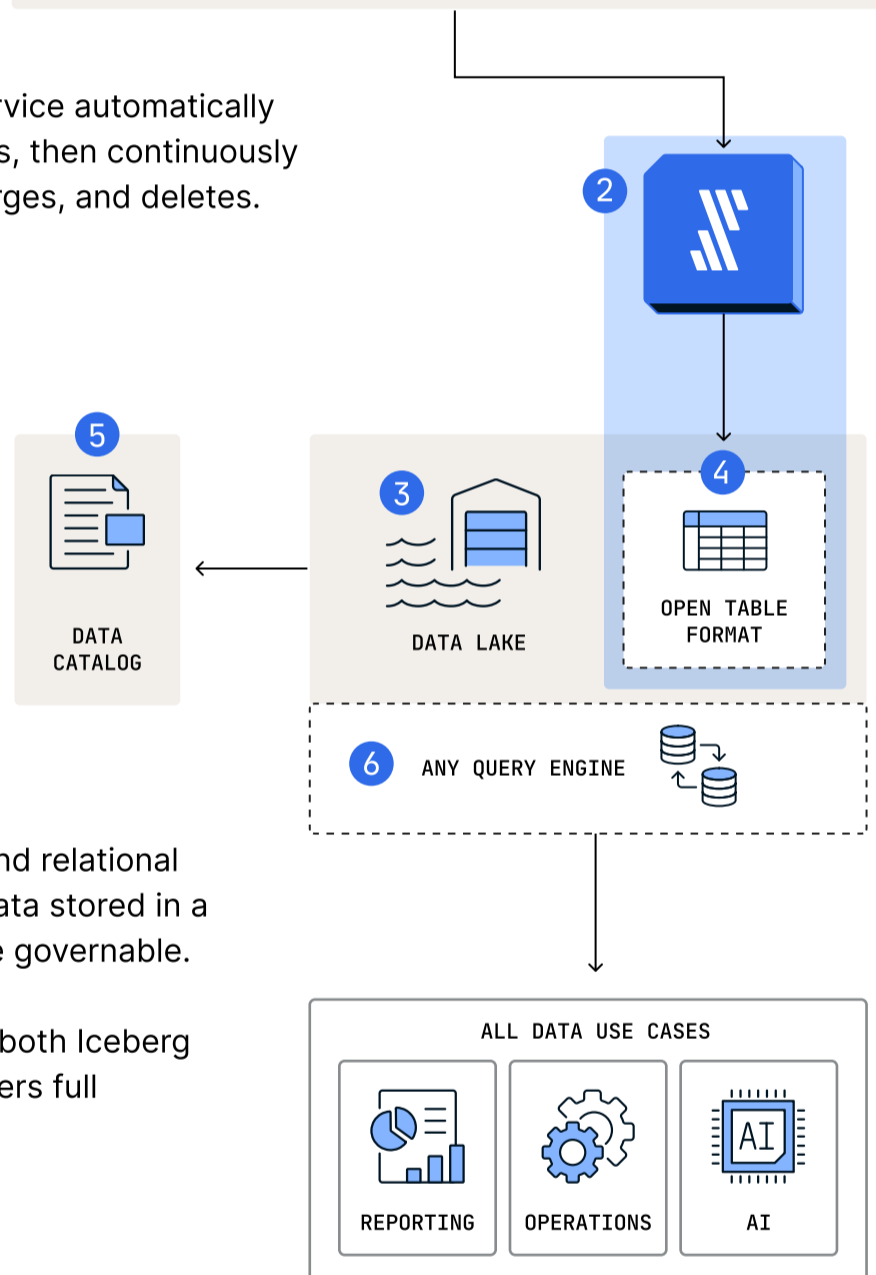 rvice automatically
s, then continuously
rges, and deletes.
2
5
3
4
DATA
CATALOG
DATA LAKE
OPEN TABLE
FORMAT
6
ANY QUERY ENGINE
nd relational
ata stored in a
e governable.
both Iceberg
ers full
ALL DATA USE CASES
AI
REPORTING
OPERATIONS
AI